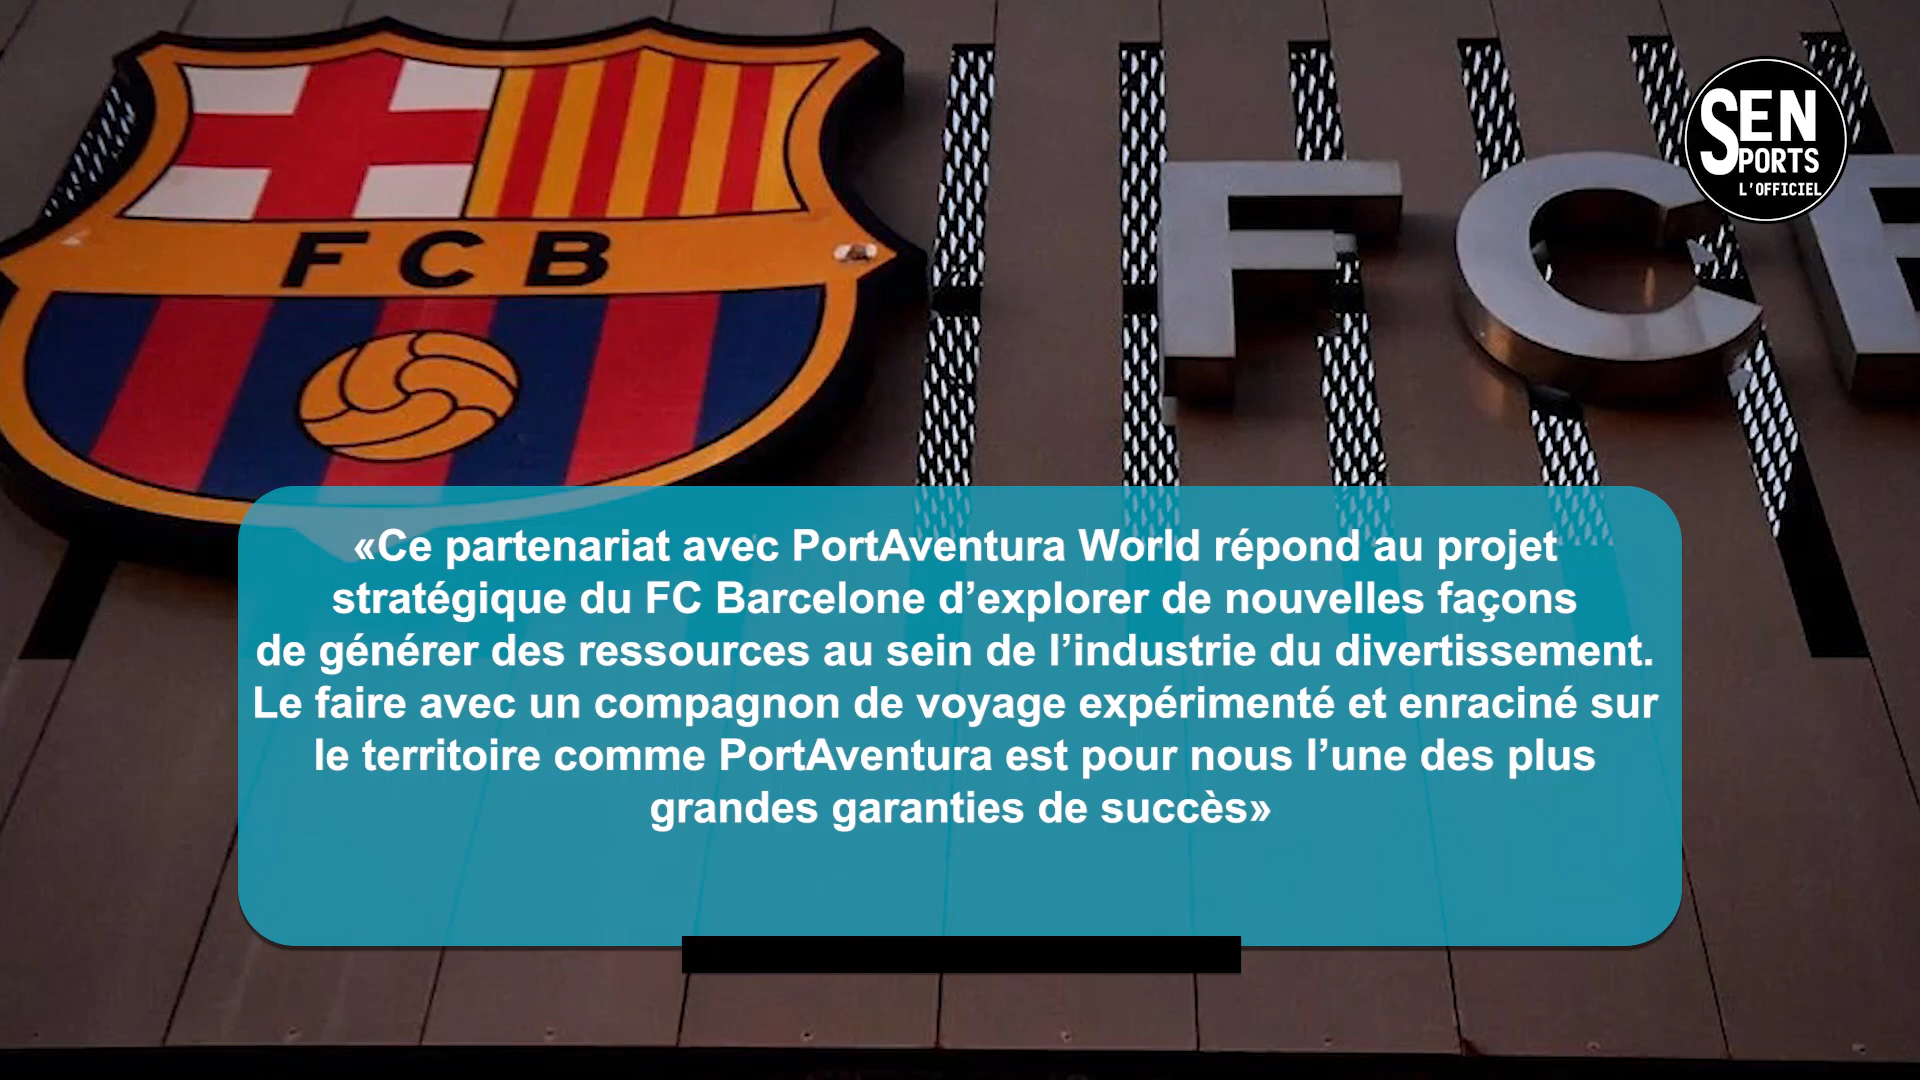 FCB
FCB
SEN
SPORTS
L'OFFICIEL
«Ce partenariat avec PortAventura World répond au projet
stratégique du FC Barcelone d’explorer de nouvelles façons
de générer des ressources au sein de l’industrie du divertissement.
Le faire avec un compagnon de voyage expérimenté et enraciné sur
le territoire comme PortAventura est pour nous l’une des plus
grandes garanties de succès»